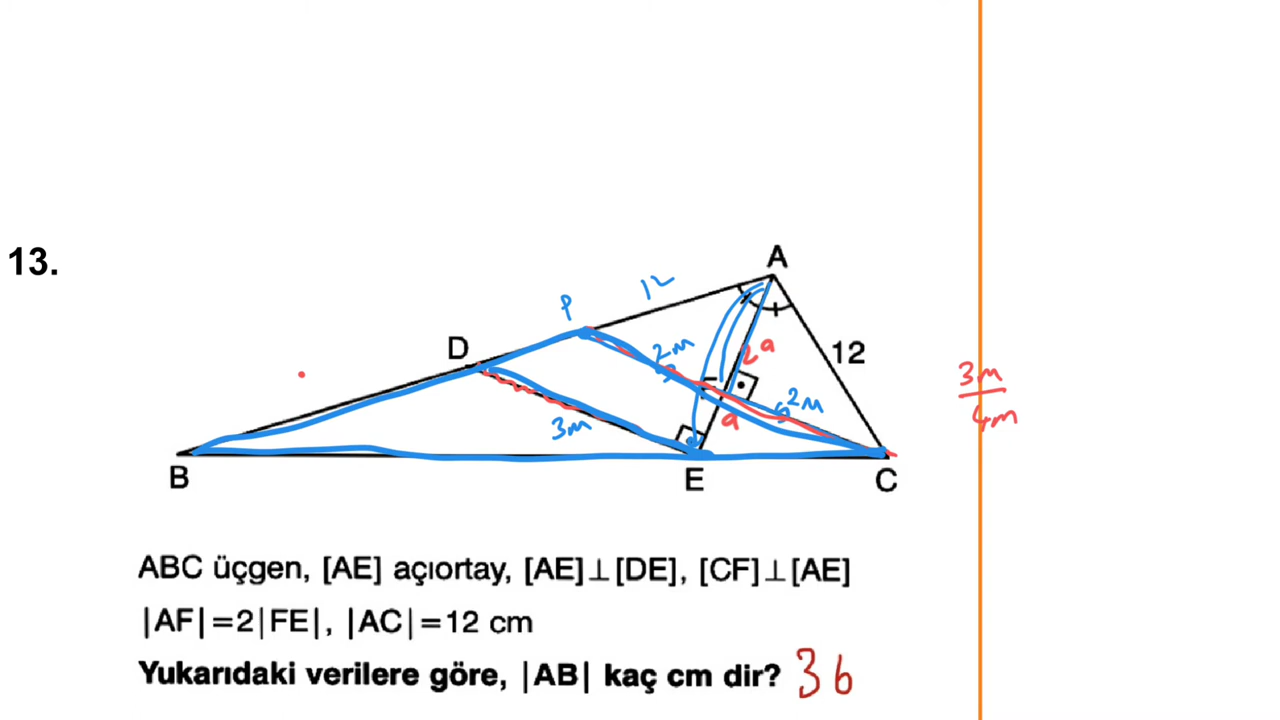 13.
A
12
P
D
2m
2a
12
3m
4m
2m
a
3m
B
E
C
ABC üçgen, [AE] açıortay, [AE]⊥[DE], [CF]⊥[AE]
|AF|=2|FE|, |AC|=12 cm
Yukarıdaki verilere göre, |AB| kaç cm dir? 36